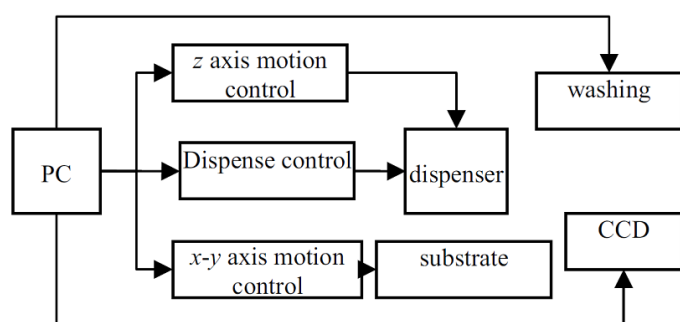 z axis motion
control
washing
Dispense control
PC
dispenser
CCD
x-y axis motion
control
substrate